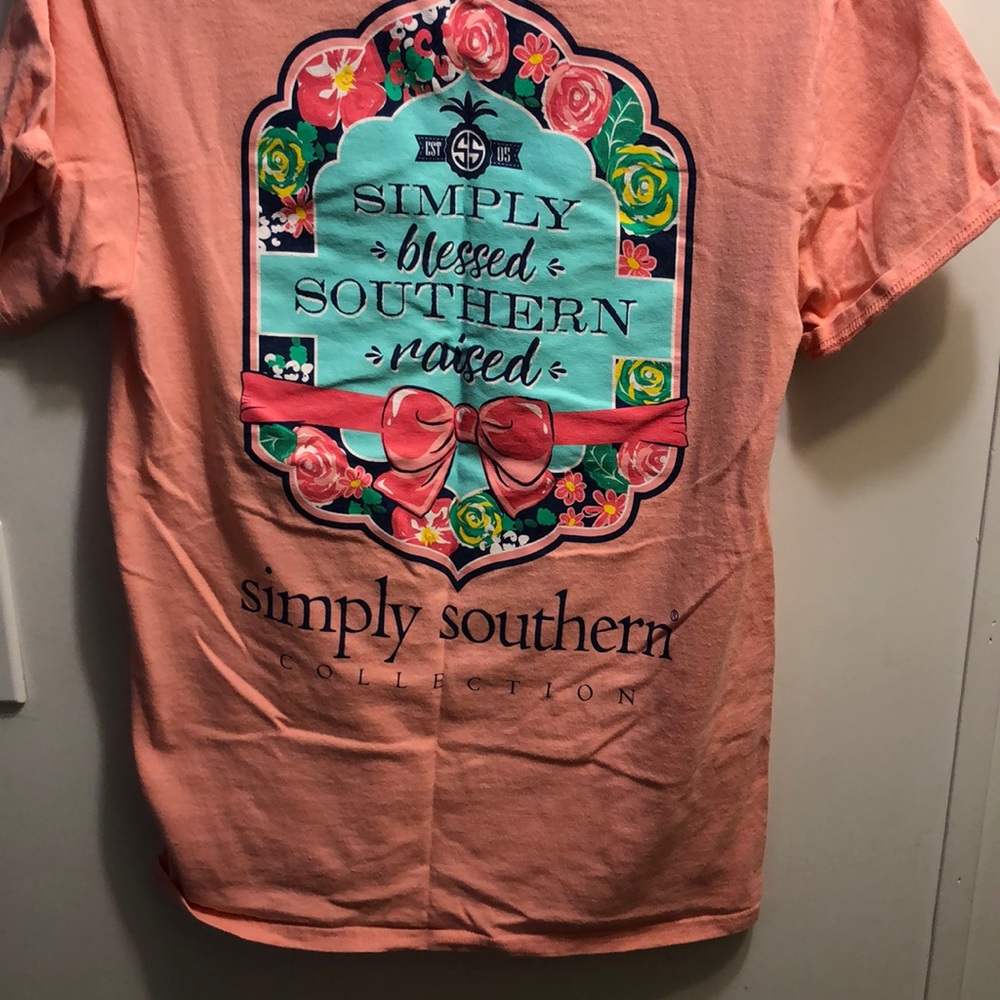 EST SS 05
SIMPLY
blessed
SOUTHERN
raised
simply southern®
COLLECTION